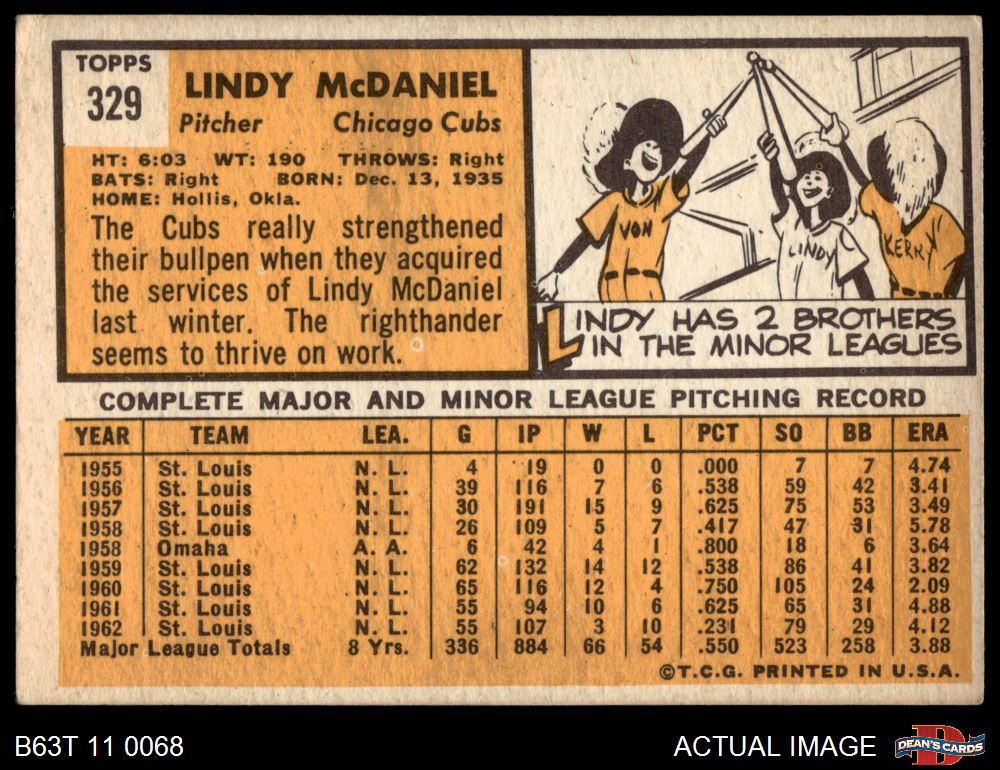 TOPPS
329
LINDY McDANIEL
Pitcher Chicago Cubs
HT: 6:03 WT: 190 THROWS: Right
BATS: Right BORN: Dec. 13, 1935
HOME: Hollis, Okla.
The Cubs really strengthened
their bullpen when they acquired
the services of Lindy McDaniel
last winter. The righthander
seems to thrive on work.
VON
LINDY
KERRY
LINDY HAS 2 BROTHERS
IN THE MINOR LEAGUES
COMPLETE MAJOR AND MINOR LEAGUE PITCHING RECORD
YEAR TEAM LEA. G IP W L PCT SO BB ERA
1955 St. Louis N. L. 4 19 0 0 .000 7 7 4.74
1956 St. Louis N. L. 39 116 7 6 .538 59 42 3.41
1957 St. Louis N. L. 30 191 15 9 .625 75 53 3.49
1958 St. Louis N. L. 26 109 5 7 .417 47 31 5.78
1958 Omaha A. A. 6 42 4 1 .800 18 6 3.64
1959 St. Louis N. L. 62 132 14 12 .538 86 41 3.82
1960 St. Louis N. L. 65 116 12 4 .750 105 24 2.09
1961 St. Louis N. L. 55 94 10 6 .625 65 31 4.88
1962 St. Louis N. L. 55 107 3 10 .231 79 29 4.12
Major League Totals 8 Yrs. 336 884 66 54 .550 523 258 3.88
©T.C.G. PRINTED IN U.S.A.
B63T 11 0068
ACTUAL IMAGE
DEAN'S CARDS